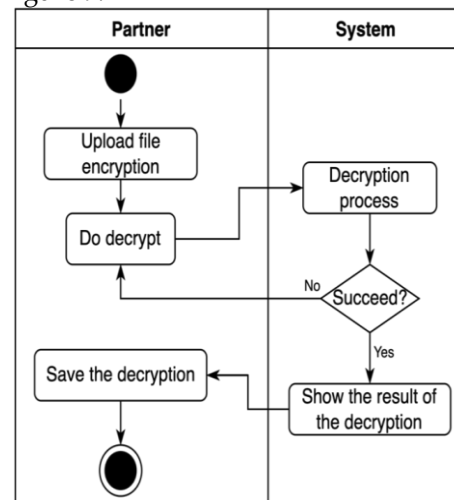 Partner
System
Upload file
encryption
Decryption
process
Do decrypt
No
Succeed?
Yes
Save the decryption
Show the result of
the decryption